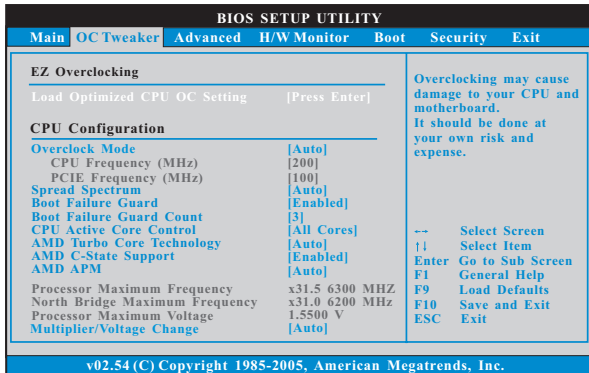 BIOS SETUP UTILITY
Main OC Tweaker Advanced H/W Monitor Boot Security Exit
EZ Overclocking
Load Optimized CPU OC Setting [Press Enter]
CPU Configuration
Overclock Mode [Auto]
CPU Frequency (MHz) [200]
PCIE Frequency (MHz) [100]
Spread Spectrum [Auto]
Boot Failure Guard [Enabled]
Boot Failure Guard Count [3]
CPU Active Core Control [All Cores]
AMD Turbo Core Technology [Auto]
AMD C-State Support [Enabled]
AMD APM [Auto]
Processor Maximum Frequency x31.5 6300 MHZ
North Bridge Maximum Frequency x31.0 6200 MHz
Processor Maximum Voltage 1.5500 V
Multiplier/Voltage Change [Auto]
Overclocking may cause
damage to your CPU and
motherboard.
It should be done at
your own risk and
expense.
←→ Select Screen
↑↓ Select Item
Enter Go to Sub Screen
F1 General Help
F9 Load Defaults
F10 Save and Exit
ESC Exit
v02.54 (C) Copyright 1985-2005, American Megatrends, Inc.